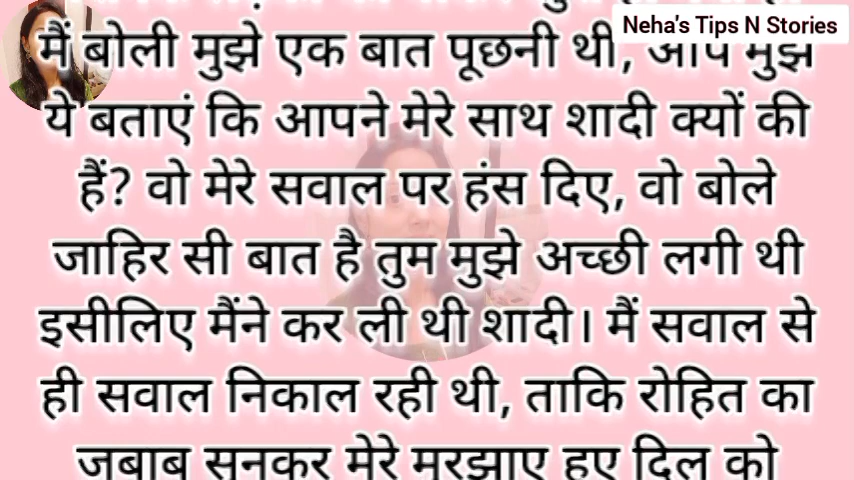 Neha's Tips N Stories
मैं बोली मुझे एक बात पूछनी थी, आप मुझे
ये बताएं कि आपने मेरे साथ शादी क्यों की
हैं? वो मेरे सवाल पर हंस दिए, वो बोले
जाहिर सी बात है तुम मुझे अच्छी लगी थी
इसीलिए मैंने कर ली थी शादी। मैं सवाल से
ही सवाल निकाल रही थी, ताकि रोहित का
जबाब सुनकर मेरे मुरझाए हुए दिल को